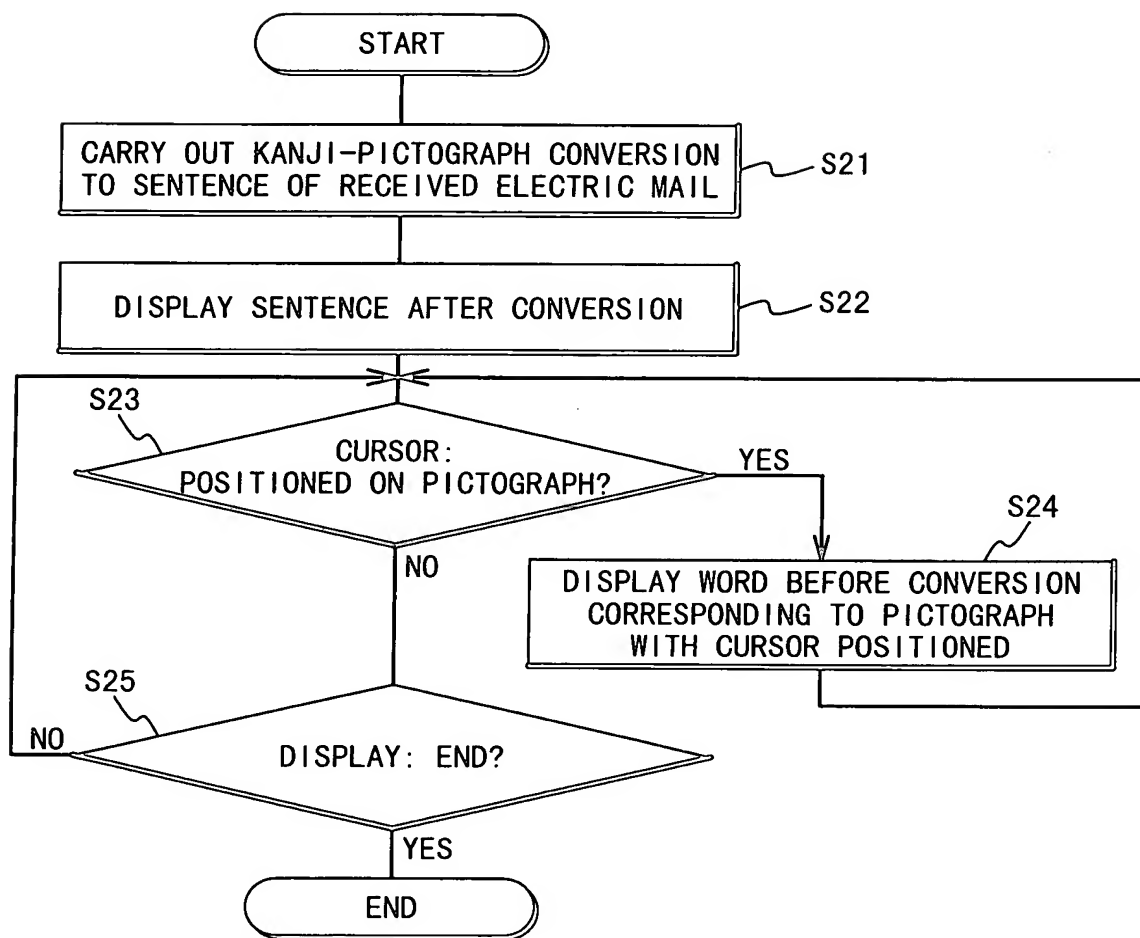 START
CARRY OUT KANJI-PICTOGRAPH CONVERSION
TO SENTENCE OF RECEIVED ELECTRIC MAIL
S21
DISPLAY SENTENCE AFTER CONVERSION
S22
S23
CURSOR:
POSITIONED ON PICTOGRAPH?
YES
NO
S24
DISPLAY WORD BEFORE CONVERSION
CORRESPONDING TO PICTOGRAPH
WITH CURSOR POSITIONED
S25
NO
DISPLAY: END?
YES
END